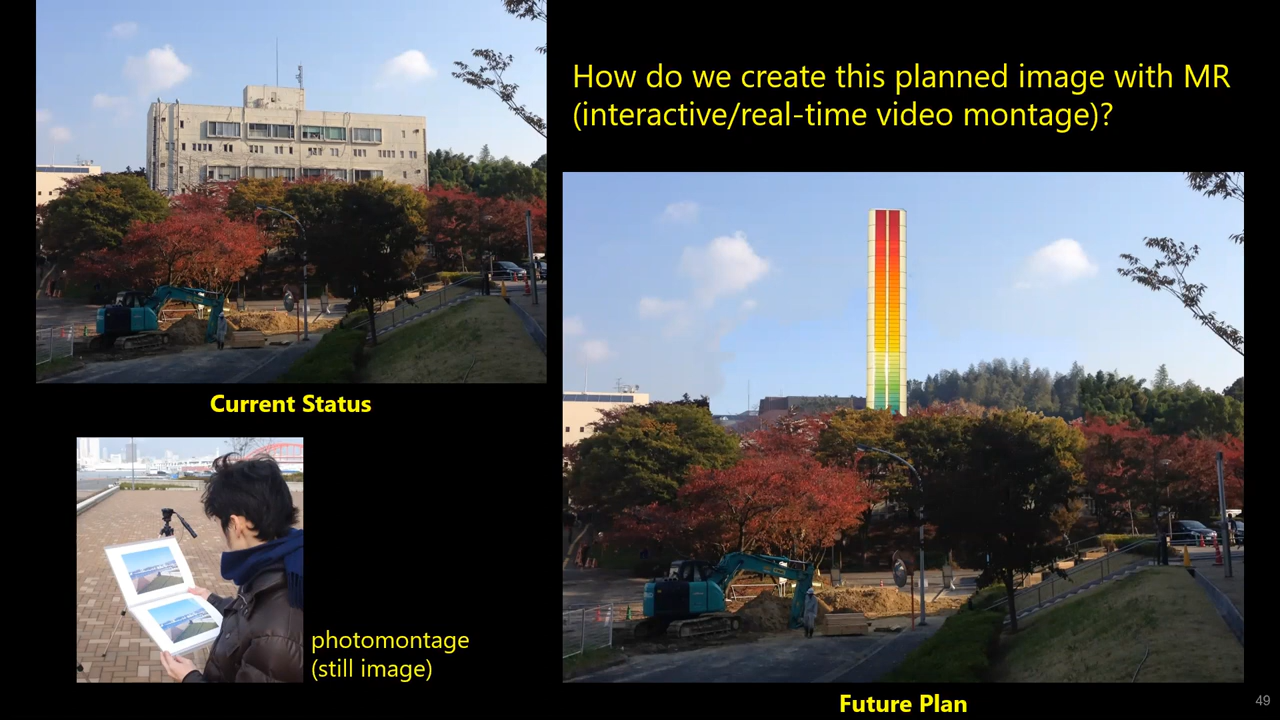 How do we create this planned image with MR
(interactive/real-time video montage)?
Current Status
photomontage
(still image)
Future Plan
49